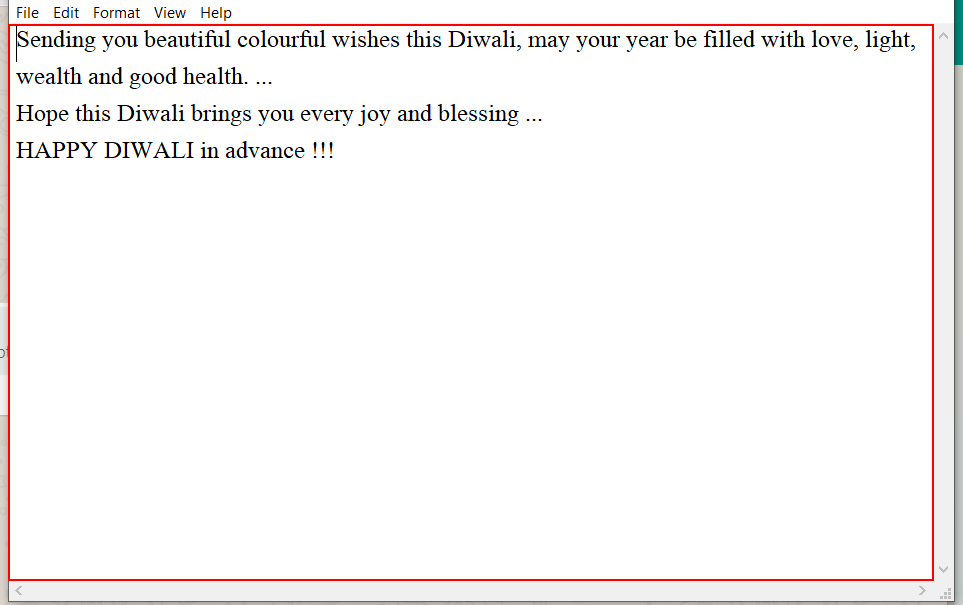 File Edit Format View Help
Sending you beautiful colourful wishes this Diwali, may your year be filled with love, light,
wealth and good health. ...
Hope this Diwali brings you every joy and blessing ...
HAPPY DIWALI in advance !!!